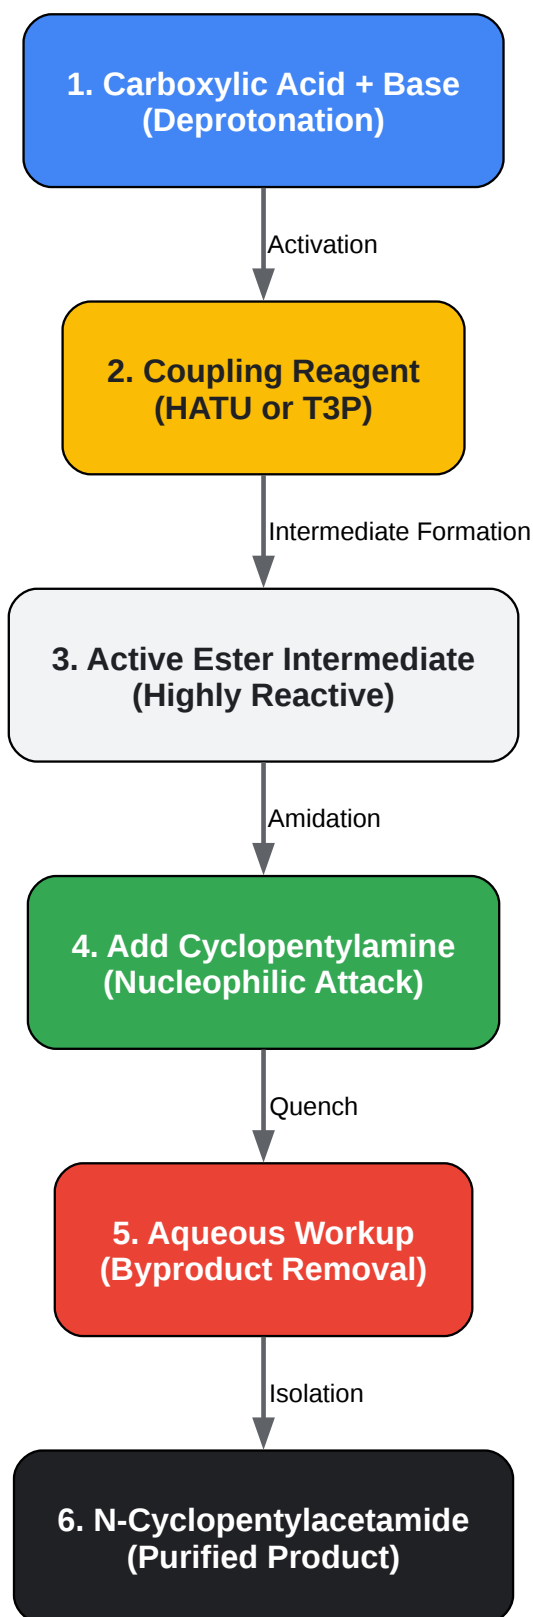 1. Carboxylic Acid + Base
(Deprotonation)
Activation
2. Coupling Reagent
(HATU or T3P)
Intermediate Formation
3. Active Ester Intermediate
(Highly Reactive)
Amidation
4. Add Cyclopentylamine
(Nucleophilic Attack)
Quench
5. Aqueous Workup
(Byproduct Removal)
Isolation
6. N-Cyclopentylacetamide
(Purified Product)